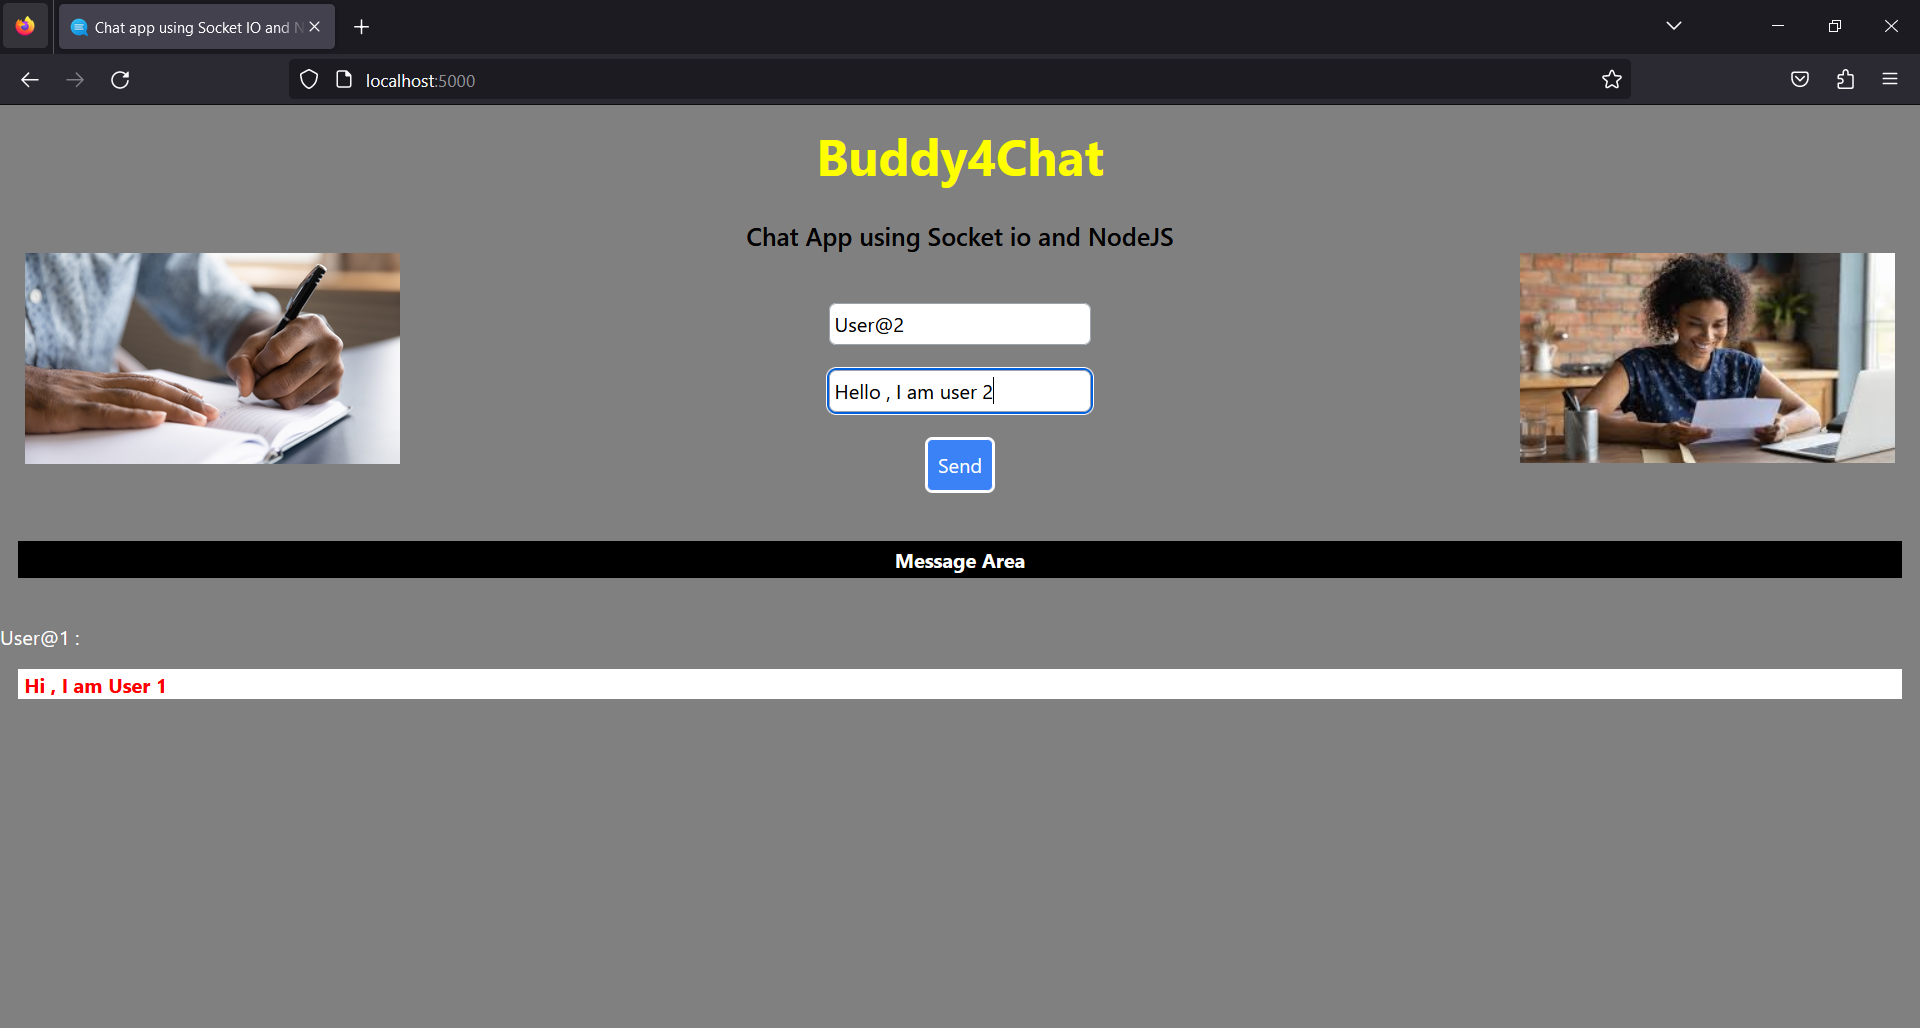 Chat app using Socket IO and N
localhost:5000
Buddy4Chat
Chat App using Socket io and NodeJS
User@2
Hello , I am user 2
Send
Message Area
User@1 :
Hi , I am User 1